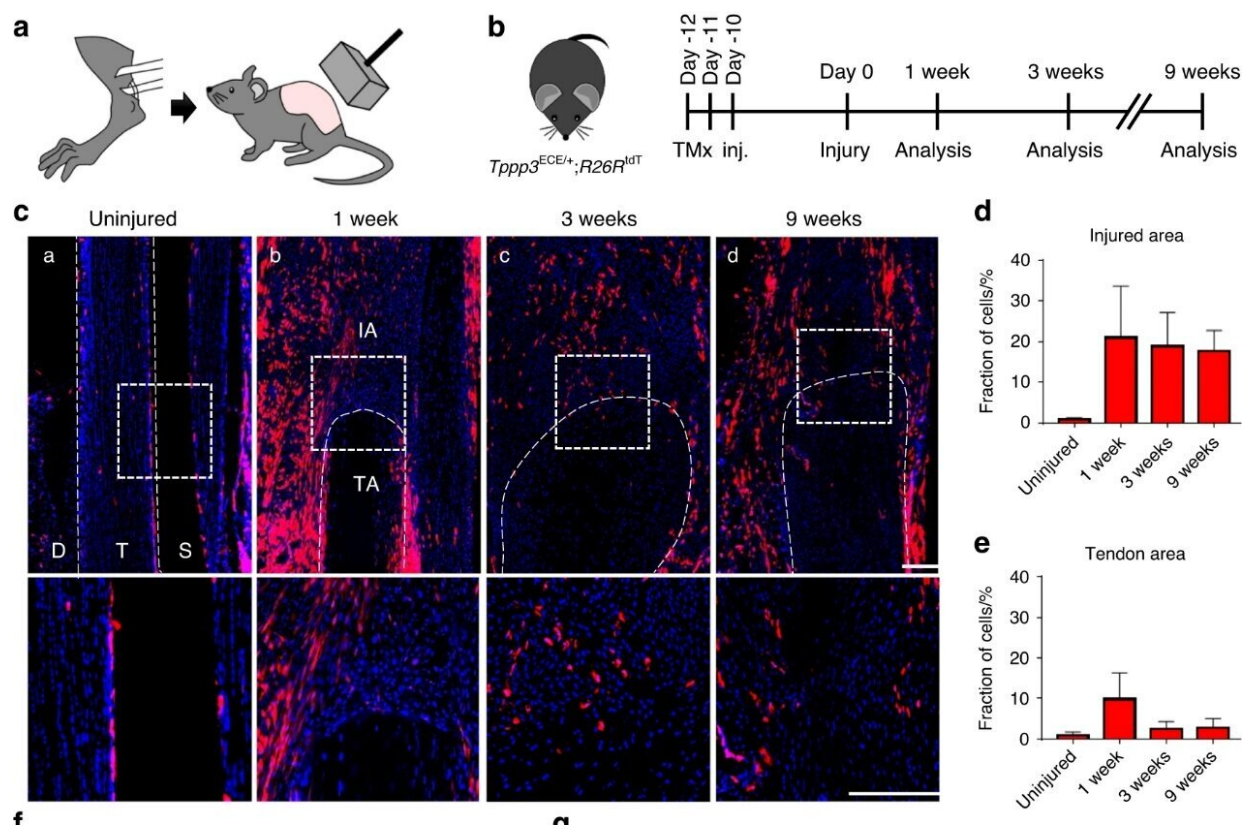 a
b
Day -12
Day -11
Day -10
Day 0
1 week
3 weeks
9 weeks
TMx inj.
Injury
Analysis
Analysis
Analysis
Tppp3ECE/+;R26RtdT
c
Uninjured
1 week
3 weeks
9 weeks
a
b
c
d
IA
TA
D T S
d
Injured area
Fraction of cells/%
40
30
20
10
0
Uninjured
1 week
3 weeks
9 weeks
e
Tendon area
Fraction of cells/%
40
30
20
10
0
Uninjured
1 week
3 weeks
9 weeks